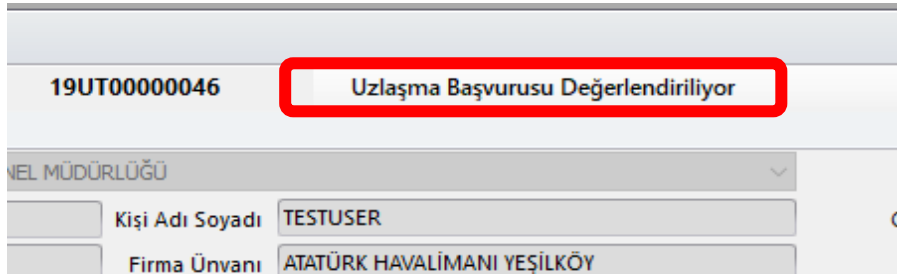 19UT00000046 Uzlaşma Başvurusu Değerlendiriliyor
NEL MÜDÜRLÜĞÜ
Kişi Adı Soyadı TESTUSER
Firma Ünvanı ATATÜRK HAVALİMANI YEŞİLKÖY